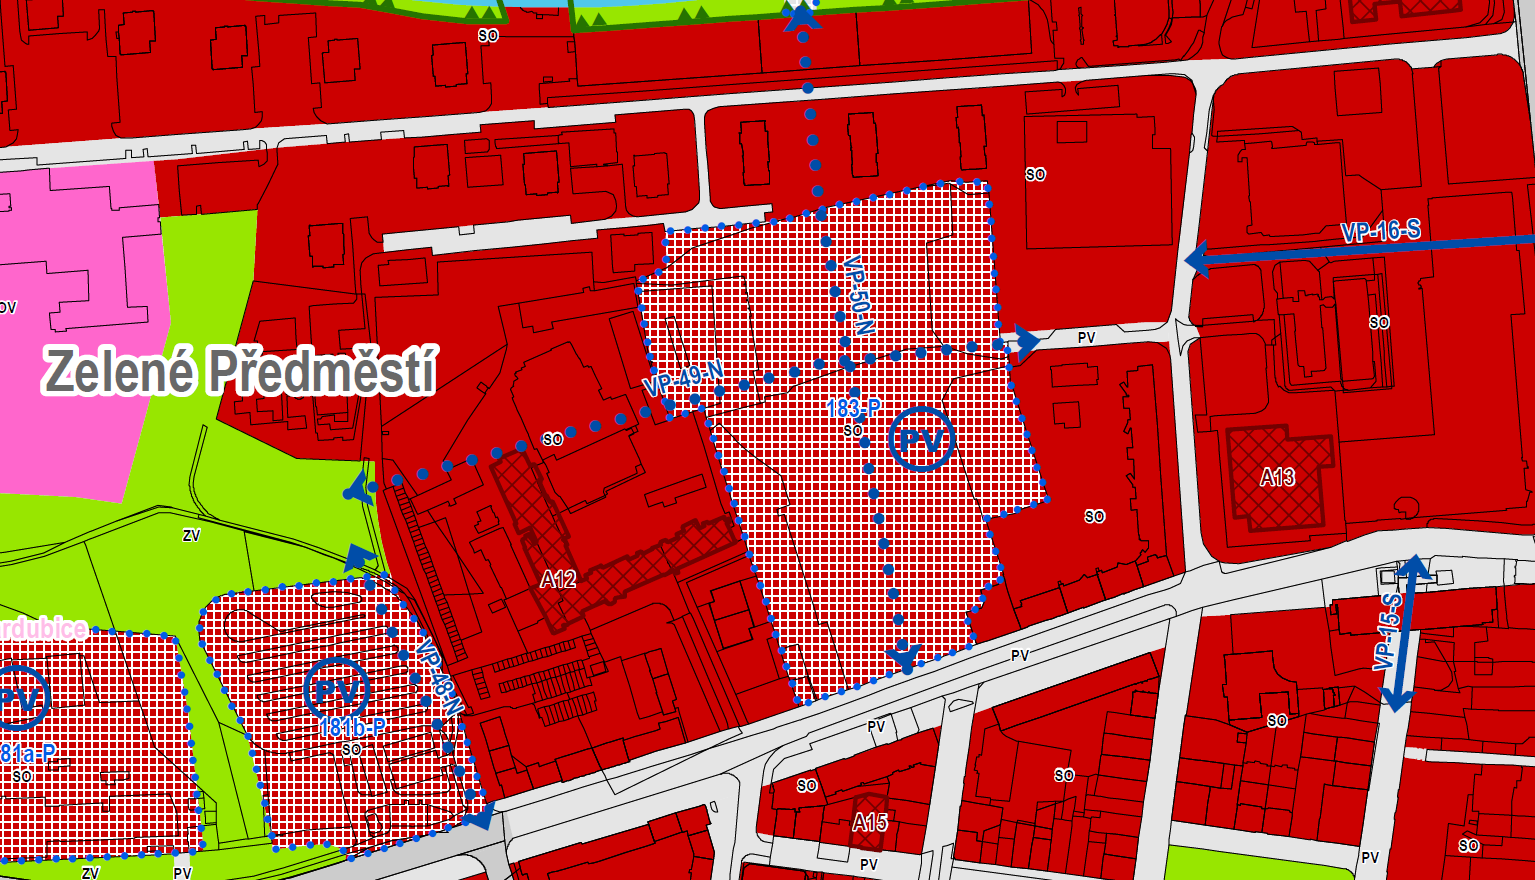 SO
SO
VP-16-S
OV
VP-50-N
SO
PV
Zelené Předměstí
VP-49-N
183-P
SO
PV
SO
A13
SO
ZV
A12
rdubice
VP-15-S
PV
VP-48-N
PV
PV
181b-P
SO
PV
SO
81a-P
SO
SO
SO
A15
SO
PV
PV
ZV
PV